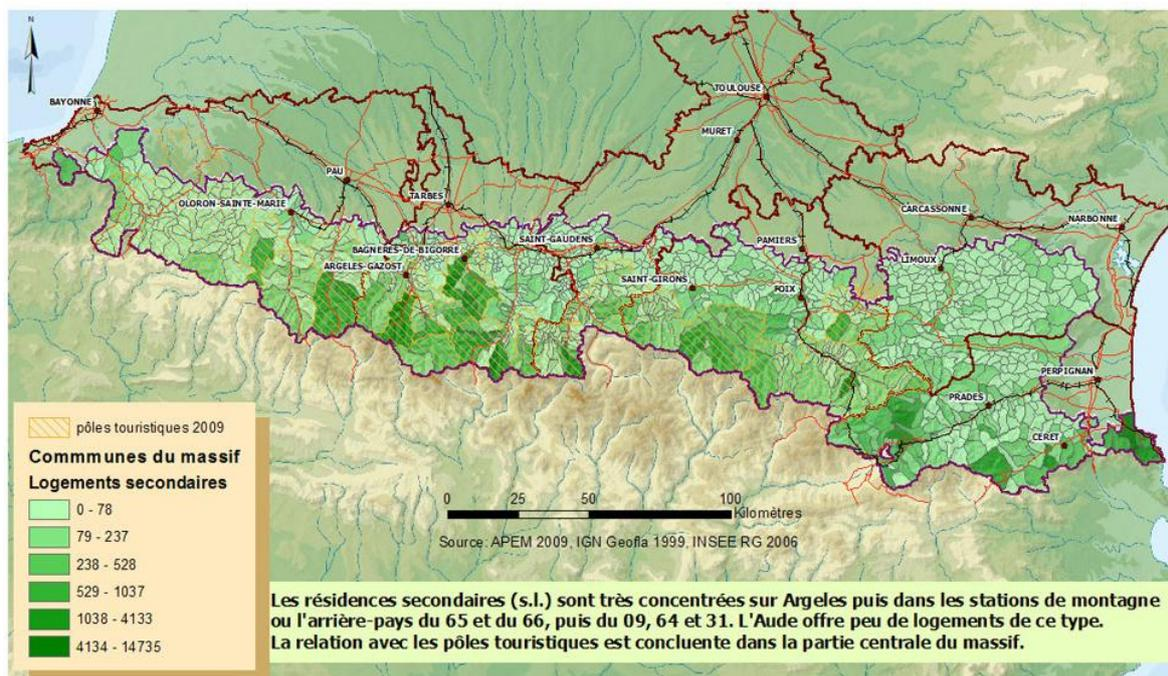 N
TOULOUSE
BAYONNE
MURET
PAU
TARBES
OLORON-SAINTE-MARIE
CARCASSONNE
NARBONNE
BAGNERES-DE-BIGORRE
SAINT-GAUDENS
PAMIERS
LIMOUX
ARGELES-GAZOST
SAINT-GIRONS
FOIX
PERPIGNAN
PRADES
CERET
pôles touristiques 2009
Commmunes du massif
Logements secondaires
0 - 78
79 - 237
238 - 528
529 - 1037
1038 - 4133
4134 - 14735
0 25 50 100
Kilomètres
Source: APEM 2009, IGN Geofla 1999, INSEE RG 2006
Les résidences secondaires (s.l.) sont très concentrées sur Argeles puis dans les stations de montagne
ou l'arrière-pays du 65 et du 66, puis du 09, 64 et 31. L'Aude offre peu de logements de ce type.
La relation avec les pôles touristiques est concluente dans la partie centrale du massif.